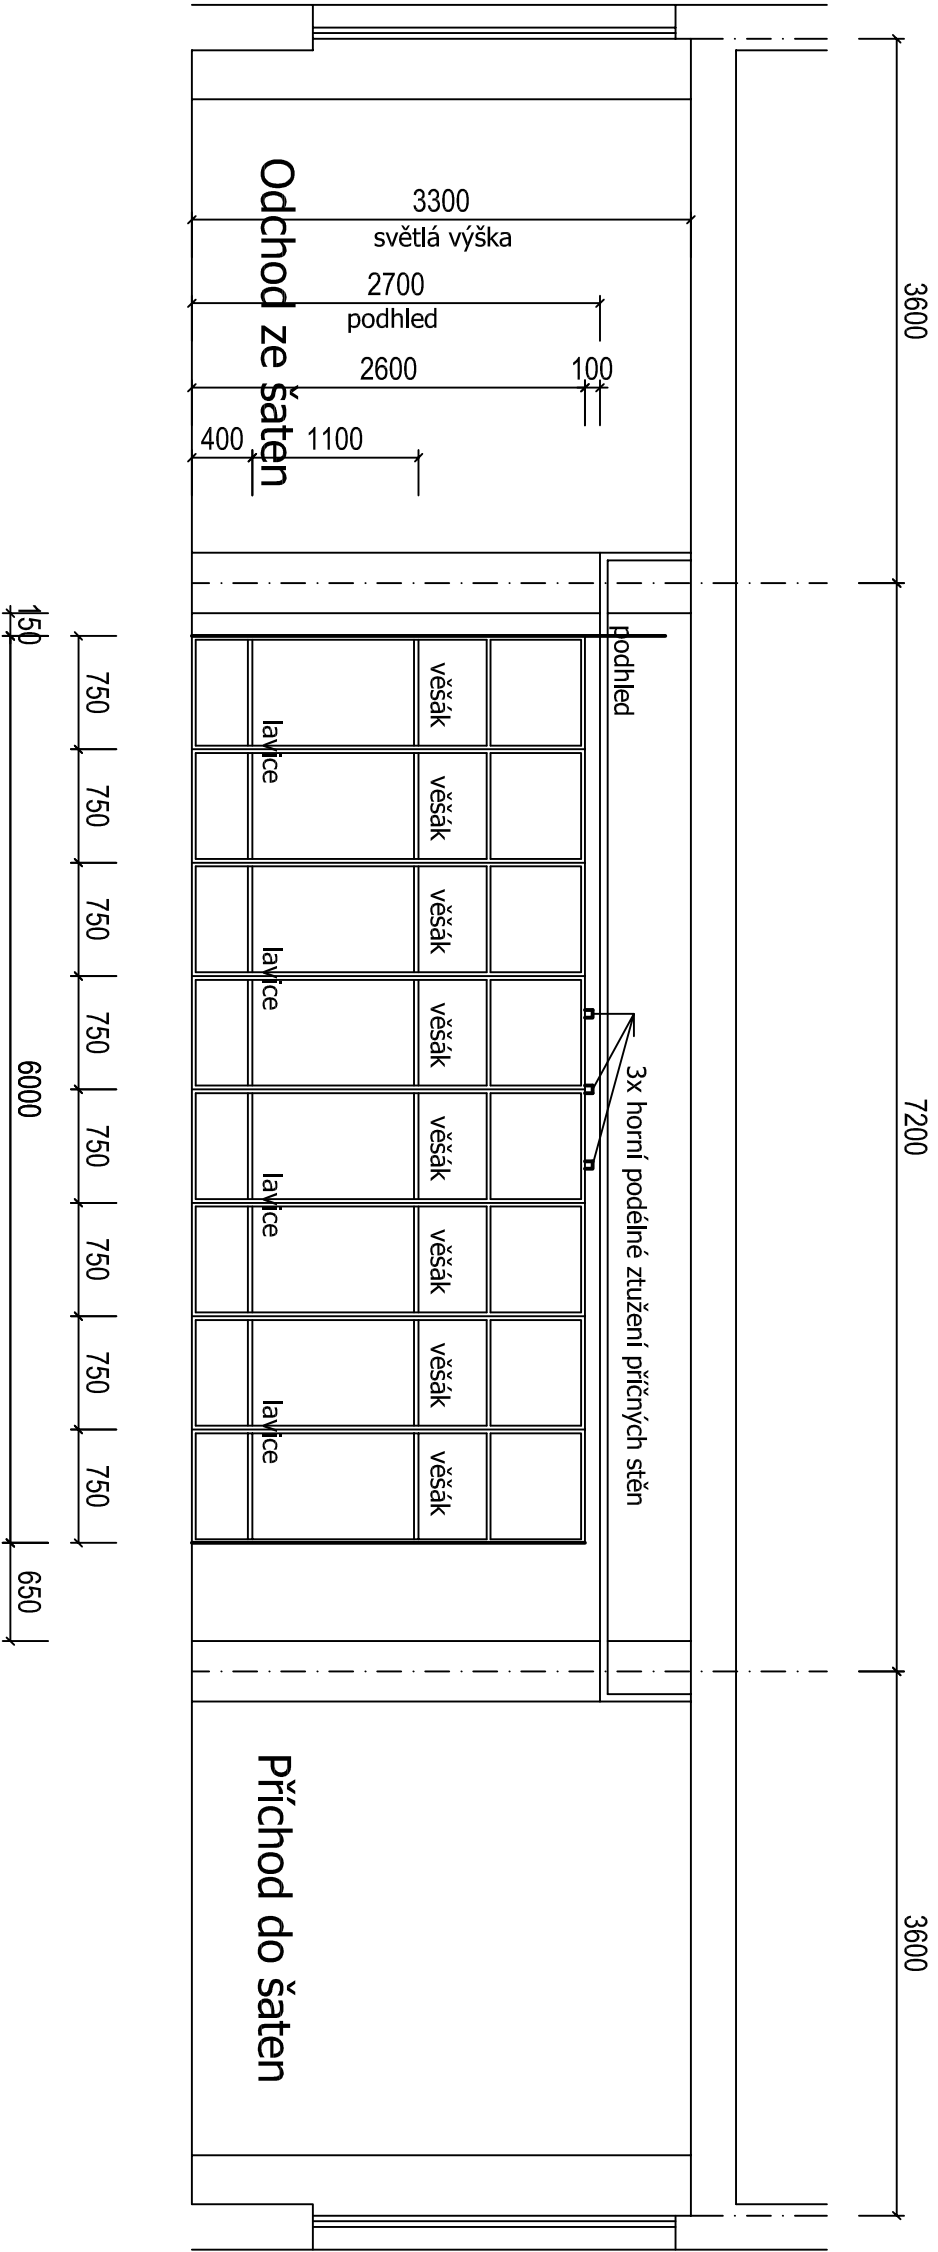 3600
7200
3600
3300
světlá výška
2700
podhled
2600
100
400
1100
Odchod ze šaten
podhled
3x horní podélné ztužení příčných stěn
věšák
věšák
věšák
věšák
věšák
věšák
věšák
věšák
lavice
lavice
lavice
lavice
Příchod do šaten
750
750
750
750
750
750
750
750
150
6000
650